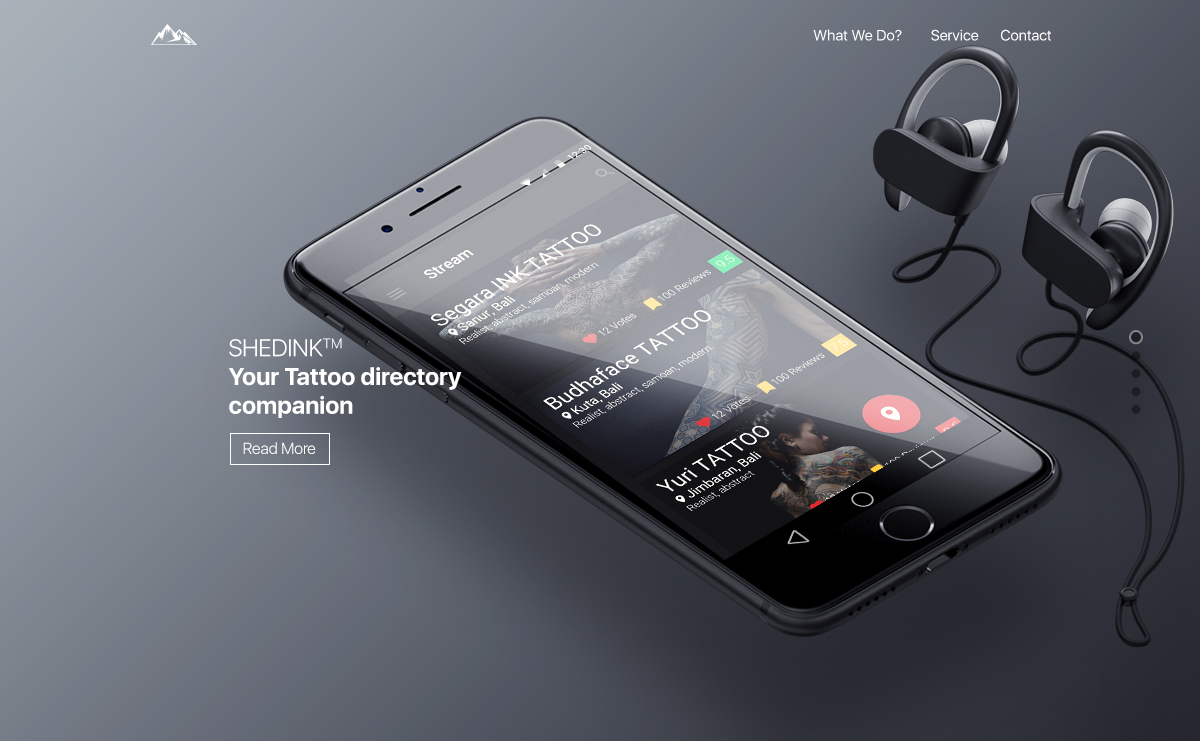 What We Do?
Service
Contact
12:30
Stream
Segara INK TATTOO
Sanur, Bali
Realist, abstract, samoan, modern
12 Votes
100 Reviews
9.5
Budhaface TATTOO
Kuta, Bali
Realist, abstract, samoan, modern
12 Votes
100 Reviews
7.5
Yuri TATTOO
Jimbaran, Bali
Realist, abstract
SHEDINK™
Your Tattoo directory
companion
Read More